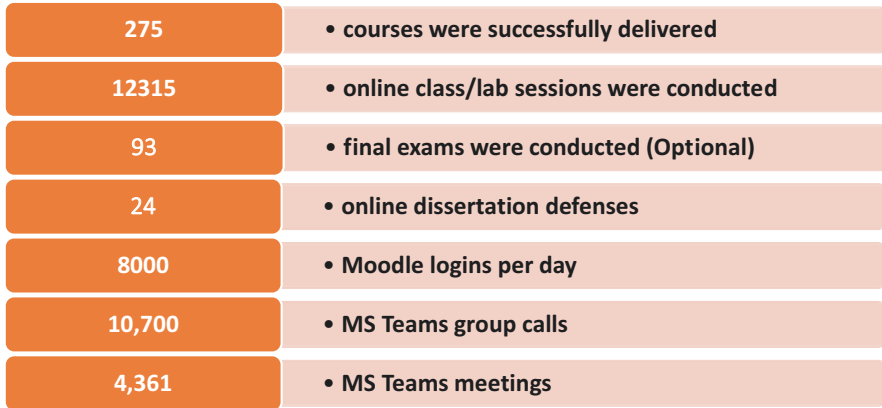 275 • courses were successfully delivered
12315 • online class/lab sessions were conducted
93 • final exams were conducted (Optional)
24 • online dissertation defenses
8000 • Moodle logins per day
10,700 • MS Teams group calls
4,361 • MS Teams meetings